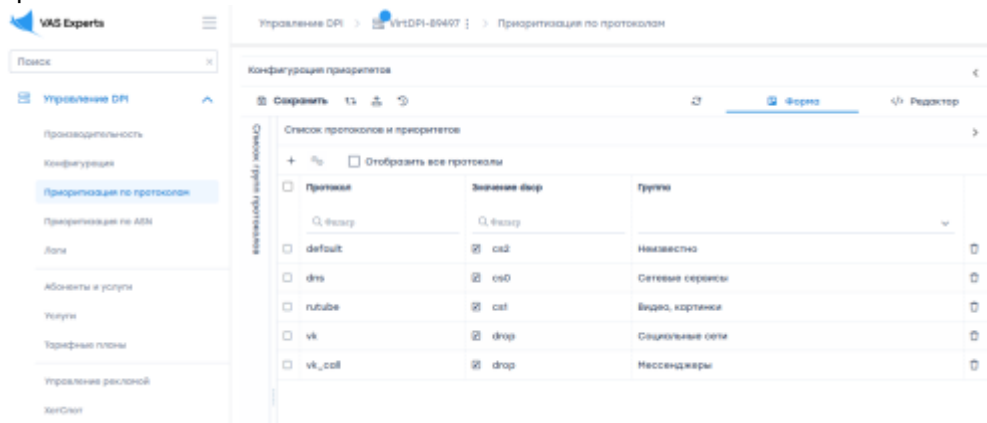 VAS Experts
Управление DPI > VirtDPI-89497 > Приоритизация по протоколам
Поиск
Конфигурация приоритетов
Управление DPI
Сохранить
Форма
</> Редактор
Производительность
Список групп протоколов
Список протоколов и приоритетов
Конфигурация
+ Отобразить все протоколы
Приоритизация по протоколам
Протокол Значение dscp Группа
Приоритизация по ASN
Фильтр Фильтр
Логи
default cs2 Неизвестно
dns cs0 Сетевые сервисы
Абоненты и услуги
rutube cs1 Видео, картинки
Услуги
vk drop Социальные сети
Тарифные планы
vk_call drop Мессенджеры
Управление рекламой
ХотСпот